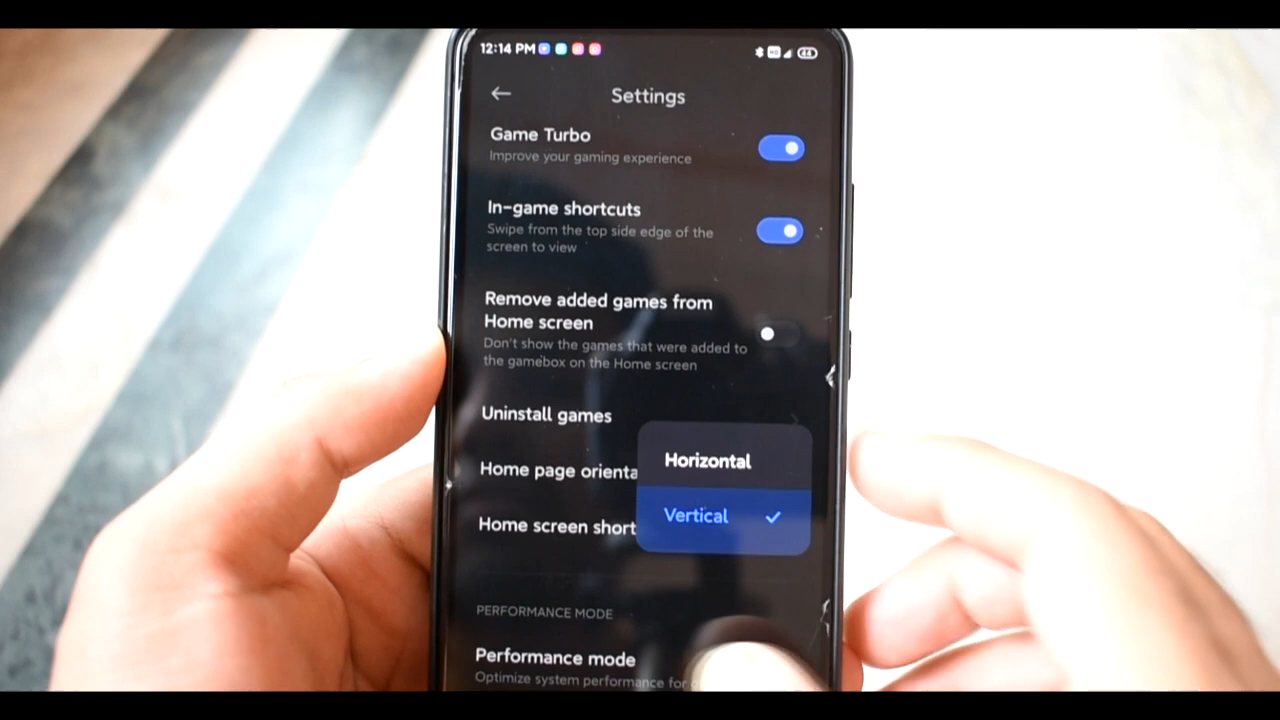 12:14 PM
44
Settings
Game Turbo
Improve your gaming experience
In-game shortcuts
Swipe from the top side edge of the
screen to view
Remove added games from
Home screen
Don't show the games that were added to
the gamebox on the Home screen
Uninstall games
Horizontal
Home page orienta
Vertical
Home screen short
PERFORMANCE MODE
Performance mode
Optimize system performance for